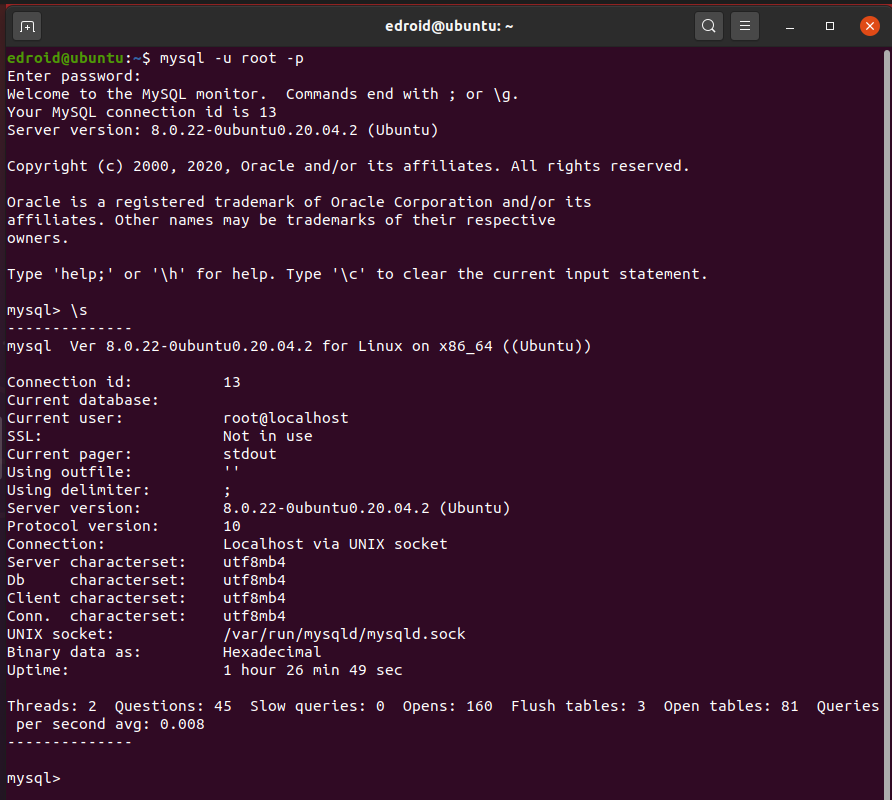 edroid@ubuntu: ~
edroid@ubuntu:~$ mysql -u root -p
Enter password:
Welcome to the MySQL monitor.  Commands end with ; or \g.
Your MySQL connection id is 13
Server version: 8.0.22-0ubuntu0.20.04.2 (Ubuntu)
Copyright (c) 2000, 2020, Oracle and/or its affiliates. All rights reserved.
Oracle is a registered trademark of Oracle Corporation and/or its
affiliates. Other names may be trademarks of their respective
owners.
Type 'help;' or '\h' for help. Type '\c' to clear the current input statement.
mysql> \s
--------------
mysql  Ver 8.0.22-0ubuntu0.20.04.2 for Linux on x86_64 ((Ubuntu))
Connection id:          13
Current database:
Current user:           root@localhost
SSL:                    Not in use
Current pager:          stdout
Using outfile:          ''
Using delimiter:        ;
Server version:         8.0.22-0ubuntu0.20.04.2 (Ubuntu)
Protocol version:       10
Connection:             Localhost via UNIX socket
Server characterset:    utf8mb4
Db     characterset:    utf8mb4
Client characterset:    utf8mb4
Conn.  characterset:    utf8mb4
UNIX socket:            /var/run/mysqld/mysqld.sock
Binary data as:         Hexadecimal
Uptime:                 1 hour 26 min 49 sec
Threads: 2  Questions: 45  Slow queries: 0  Opens: 160  Flush tables: 3  Open tables: 81  Queries
 per second avg: 0.008
--------------
mysql>